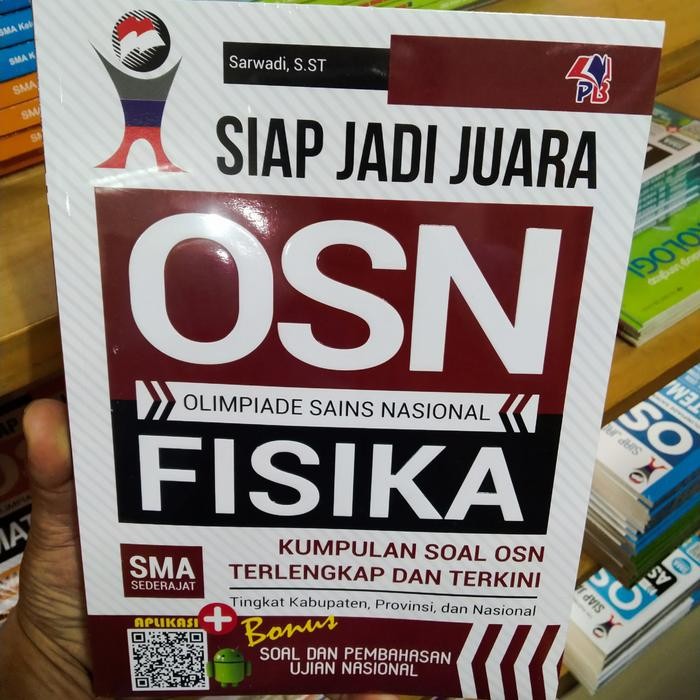 Sarwadi, S.ST
PB
SIAP JADI JUARA
OSN
OLIMPIADE SAINS NASIONAL
FISIKA
SMA
SEDERAJAT
KUMPULAN SOAL OSN
TERLENGKAP DAN TERKINI
Tingkat Kabupaten, Provinsi, dan Nasional
APLIKASI
Bonus
SOAL DAN PEMBAHASAN
UJIAN NASIONAL